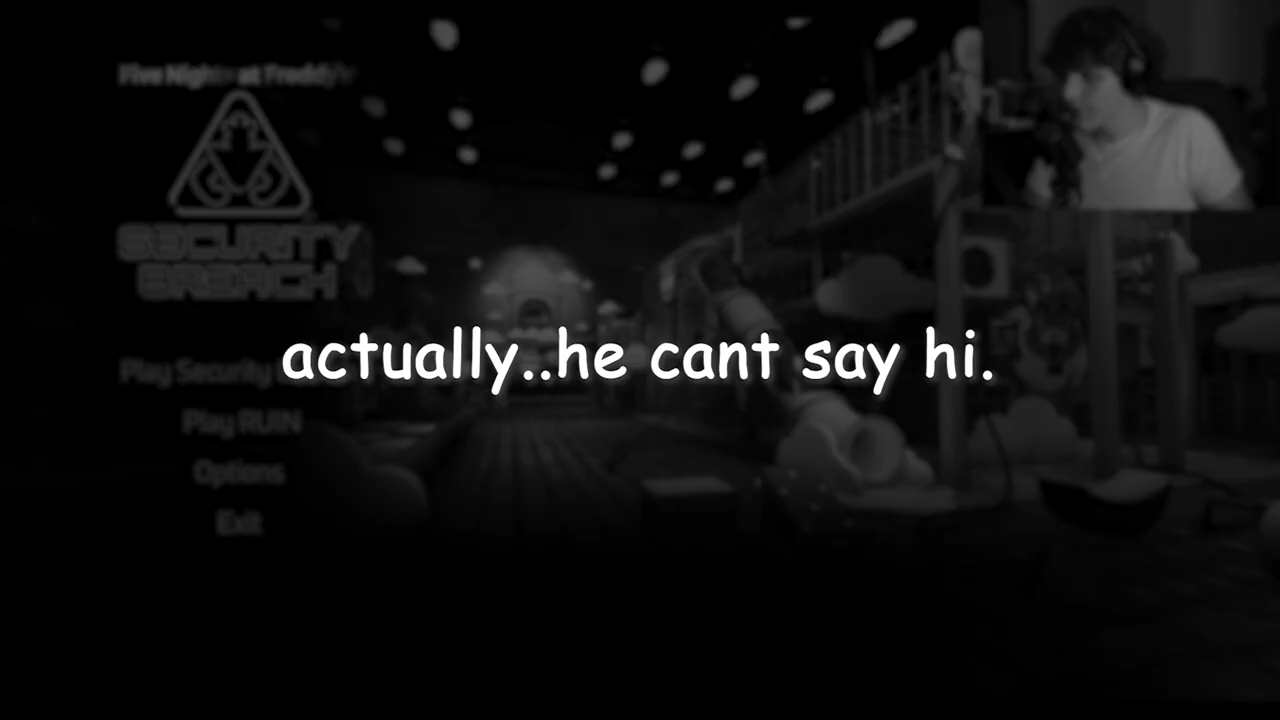 Five Nights at Freddy's
SECURITY
BREACH
actually..he cant say hi.
Play Security
Play RUIN
Options
Exit